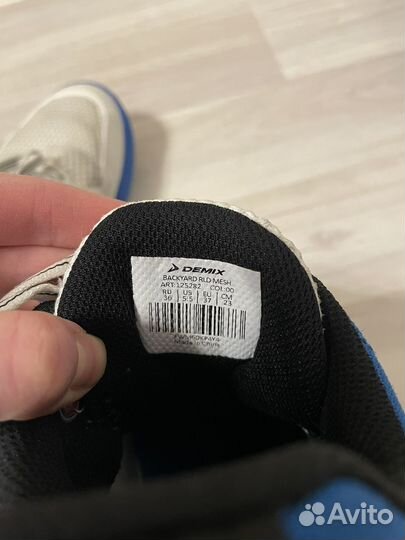 DEMIX
BACKYARD RLD MESH
ART:125282 COL:00
RU US EU CM
36 5.5 37 23
Made in China
Avito